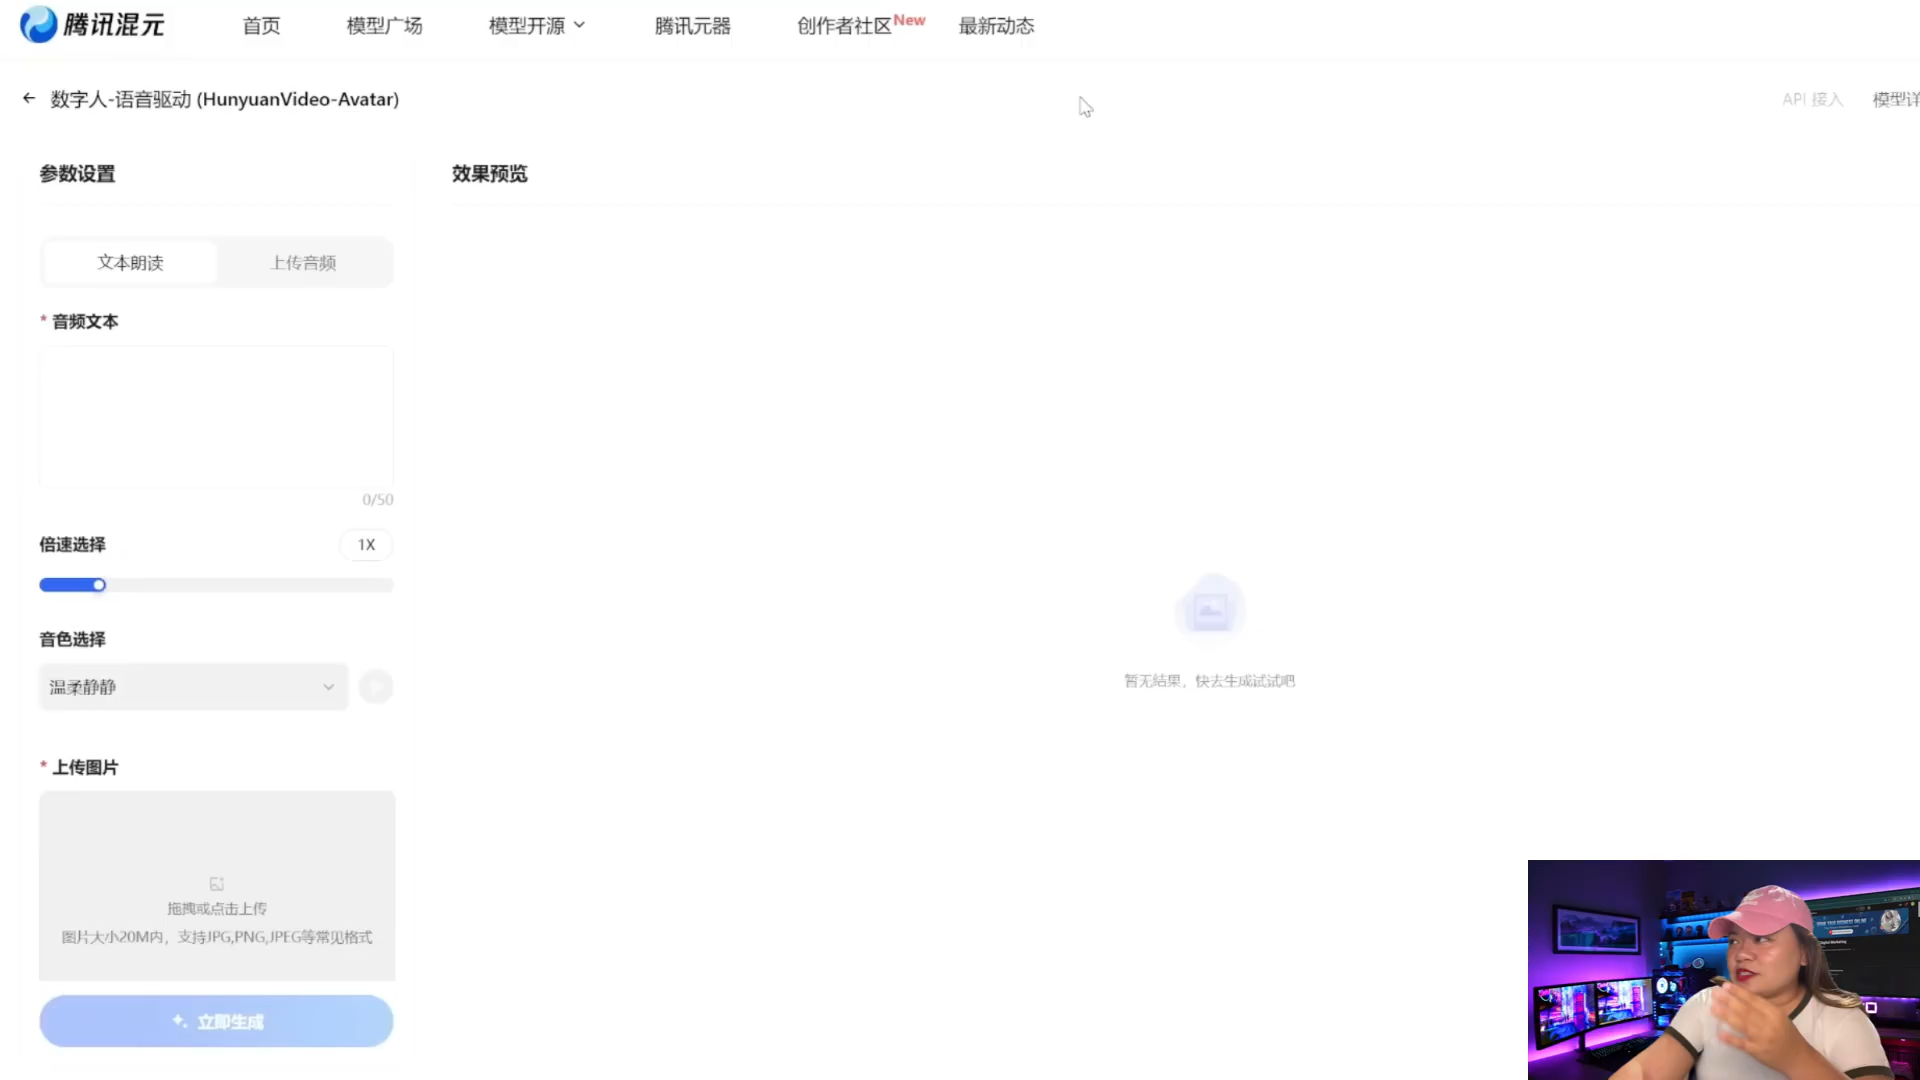 腾讯混元
首页
模型广场
模型开源
腾讯元器
创作者社区New
最新动态
数字人-语音驱动 (HunyuanVideo-Avatar)
API 接入
模型详
参数设置
效果预览
文本朗读
上传音频
* 音频文本
0/50
倍速选择
1X
音色选择
温柔静静
暂无结果，快去生成试试吧
* 上传图片
拖拽或点击上传
图片大小20M内，支持JPG,PNG,JPEG等常见格式
立即生成